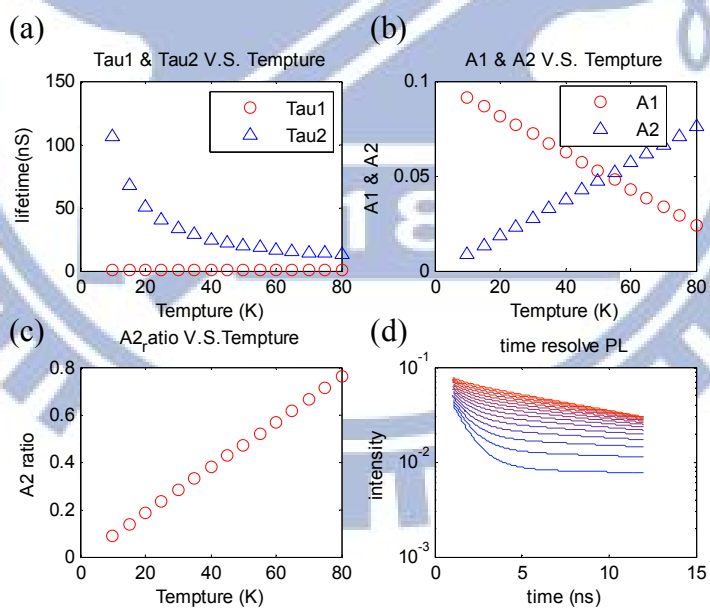 (a)
Tau1 & Tau2 V.S. Tempture
150
100
50
0
lifetime(nS)
Tau1
Tau2
0 20 40 60 80
Tempture (K)
(b)
A1 & A2 V.S. Tempture
0.1
0.05
0
A1 & A2
A1
A2
0 20 40 60 80
Tempture (K)
(c)
A2ratio V.S.Tempture
0.8
0.6
0.4
0.2
0
A2 ratio
0 20 40 60 80
Tempture (K)
(d)
time resolve PL
10-1
10-2
10-3
intensity
0 5 10 15
time (ns)
18